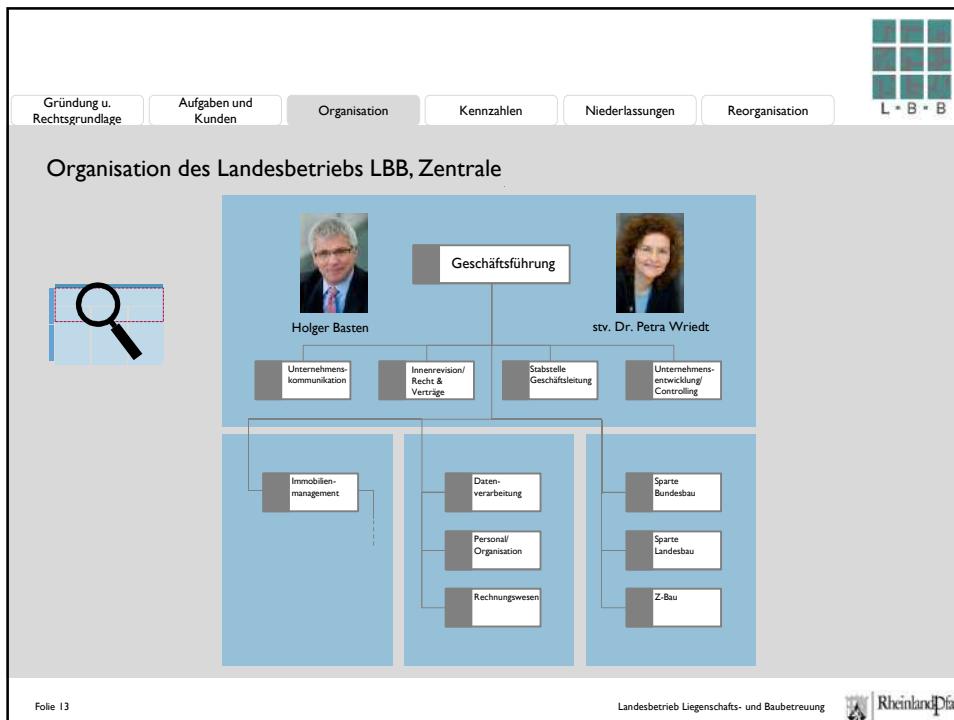 Gründung u.
Rechtsgrundlage
Aufgaben und
Kunden
Organisation
Kennzahlen
Niederlassungen
Reorganisation
L • B • B
Organisation des Landesbetriebs LBB, Zentrale
Geschäftsführung
Holger Basten
stv. Dr. Petra Wriedt
Unternehmens-
kommunikation
Innenrevision/
Recht &
Verträge
Stabstelle
Geschäftsleitung
Unternehmens-
entwicklung/
Controlling
Immobilien-
management
Daten-
verarbeitung
Personal/
Organisation
Rechnungswesen
Sparte
Bundesbau
Sparte
Landesbau
Z-Bau
Folie 13
Landesbetrieb Liegenschafts- und Baubetreuung
RheinlandPfa